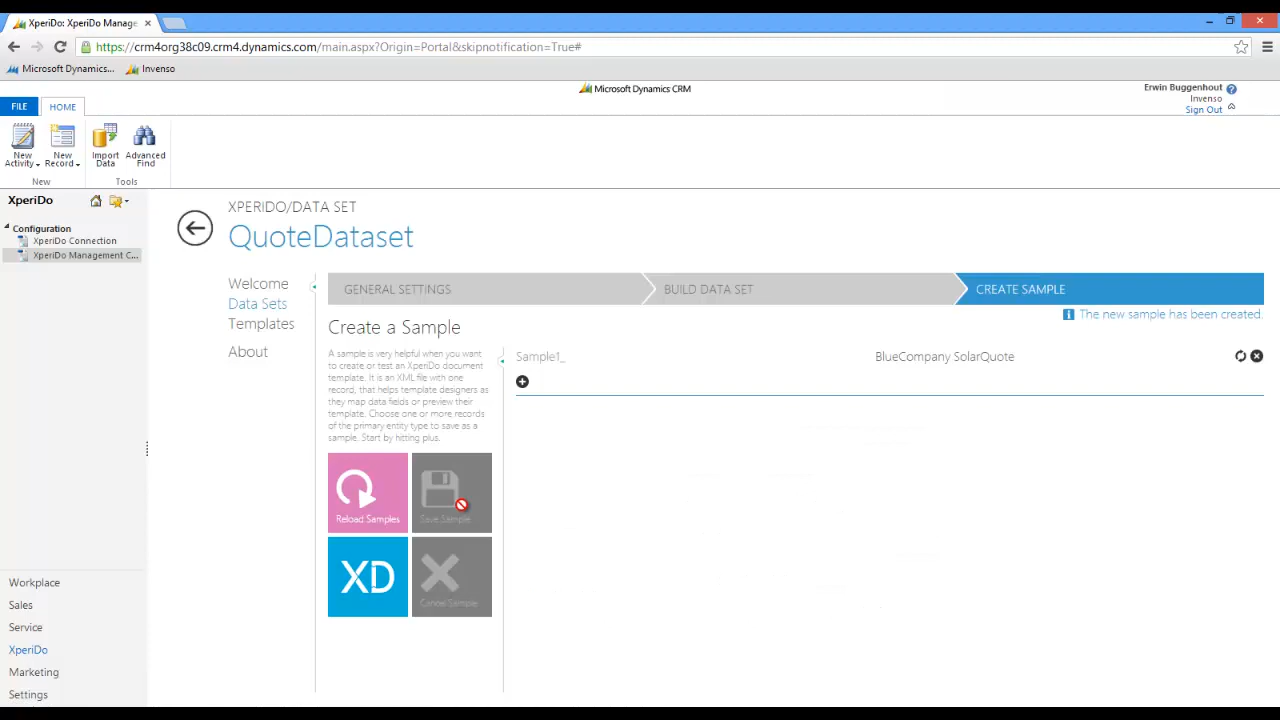 XperiDo: XperiDo Manage
https://crm4org38c09.crm4.dynamics.com/main.aspx?Origin=Portal&skipnotification=True#
Microsoft Dynamics...
Invenso
Microsoft Dynamics CRM
Erwin Buggenhout
Invenso
Sign Out
FILE
HOME
New Activity
New Record
Import Data
Advanced Find
New
Tools
XperiDo
Configuration
XperiDo Connection
XperiDo Management C...
Workplace
Sales
Service
XperiDo
Marketing
Settings
XPERIDO/DATA SET
QuoteDataset
Welcome
Data Sets
Templates
About
GENERAL SETTINGS
BUILD DATA SET
CREATE SAMPLE
The new sample has been created.
Create a Sample
A sample is very helpful when you want
to create or test an XperiDo document
template. It is an XML file with one
record, that helps template designers as
they map data fields or preview their
template. Choose one or more records
of the primary entity type to save as a
sample. Start by hitting plus.
Reload Samples
Save Sample
XD
Cancel Sample
Sample1_
BlueCompany SolarQuote